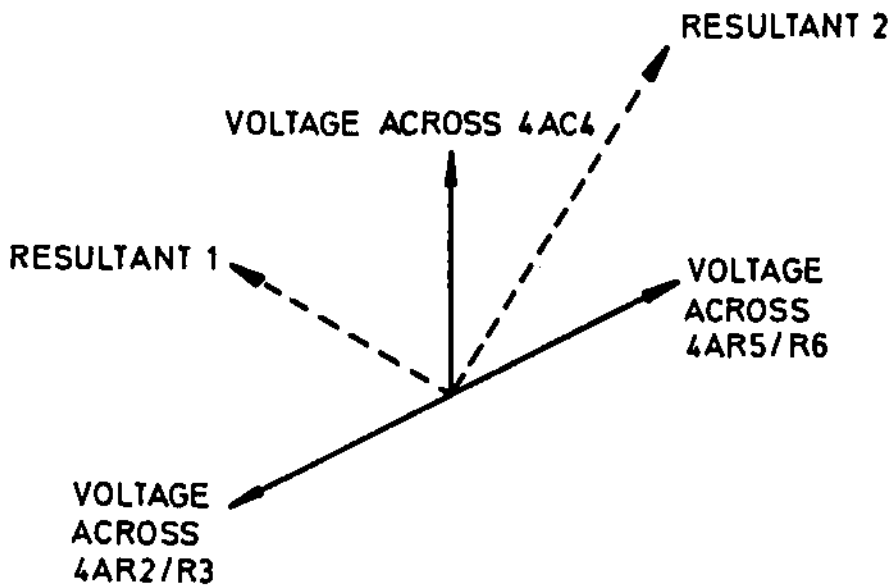 RESULTANT 2
VOLTAGE ACROSS 4AC4
RESULTANT 1
VOLTAGE
ACROSS
4AR5/R6
VOLTAGE
ACROSS
4AR2/R3